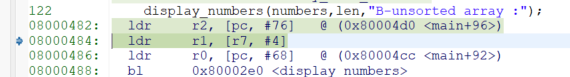 122 display_numbers(numbers,len,"B-unsorted array :");
08000482: ldr r2, [pc, #76] @ (0x80004d0 <main+96>)
08000484: ldr r1, [r7, #4]
08000486: ldr r0, [pc, #68] @ (0x80004cc <main+92>)
08000488: bl 0x80002e0 <display_numbers>